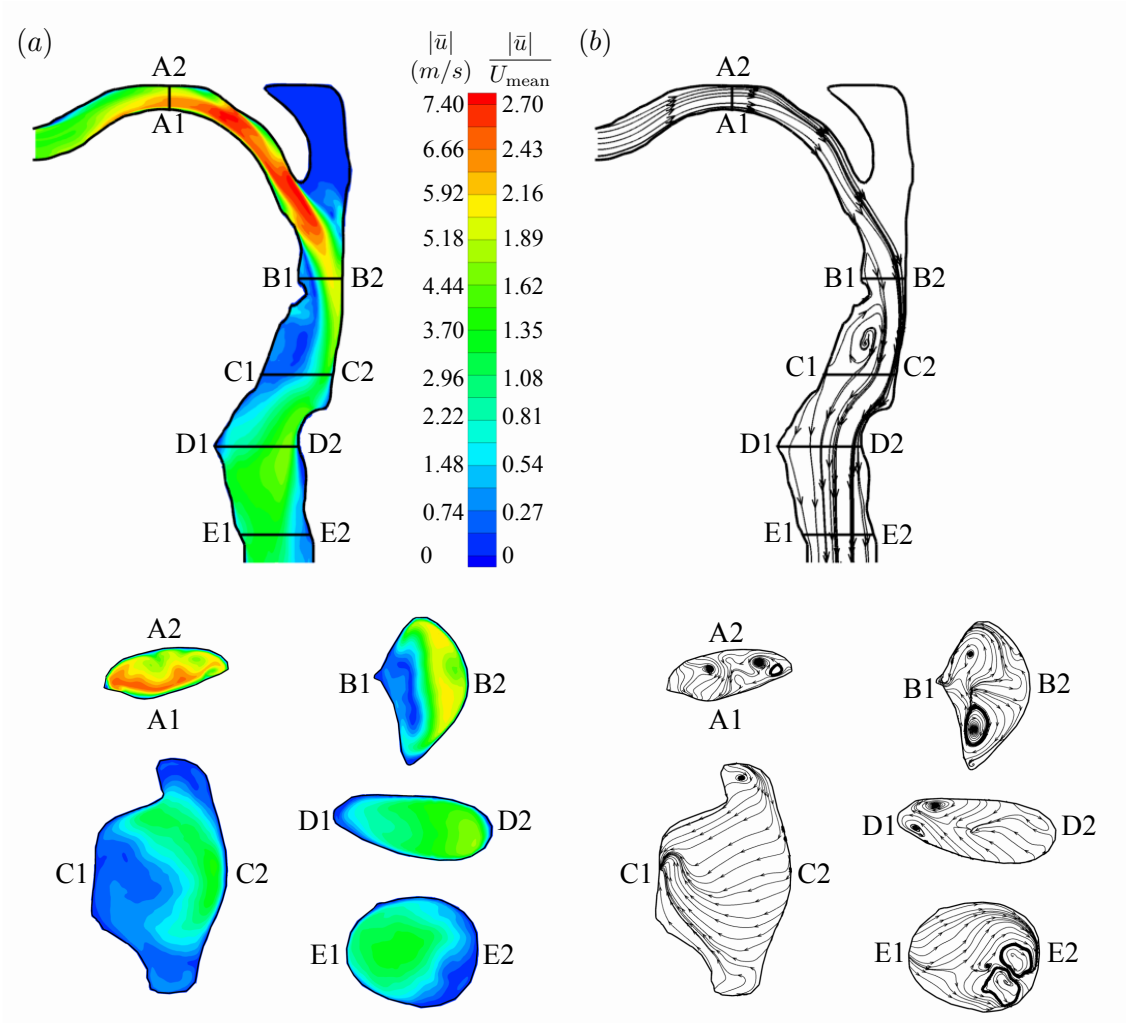 (a)
|ū| (m/s)
|ū| / U_mean
(b)
A2
A1
7.40 2.70
6.66 2.43
5.92 2.16
5.18 1.89
4.44 1.62
3.70 1.35
2.96 1.08
2.22 0.81
1.48 0.54
0.74 0.27
0 0
B1 B2
C1 C2
D1 D2
E1 E2
A2
A1
B1 B2
C1 C2
D1 D2
E1 E2
A2
A1
B1 B2
C1 C2
D1 D2
E1 E2
A2
A1
B1 B2
C1 C2
D1 D2
E1 E2